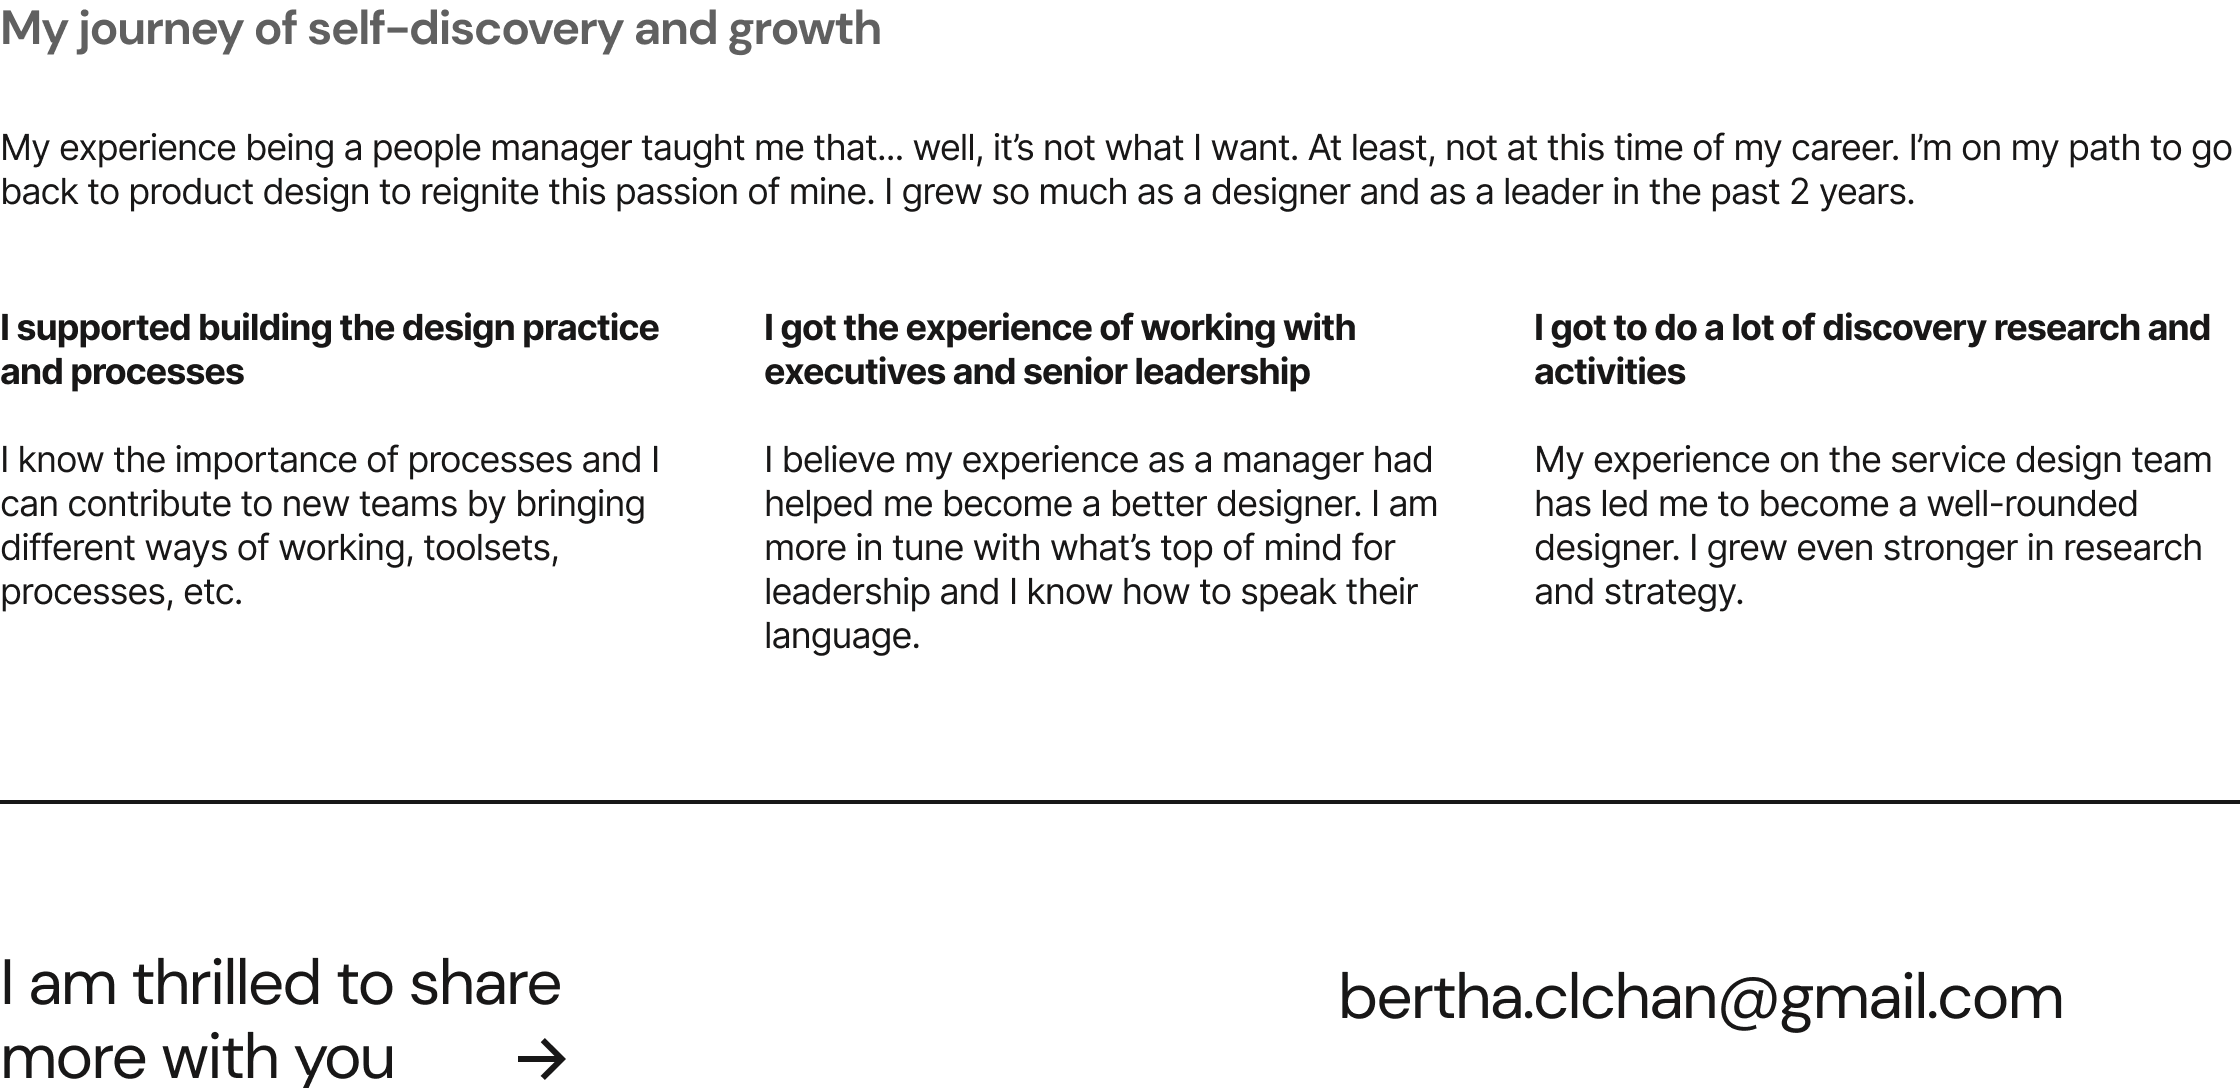 My journey of self-discovery and growth
My experience being a people manager taught me that... well, it’s not what I want. At least, not at this time of my career. I’m on my path to go
back to product design to reignite this passion of mine. I grew so much as a designer and as a leader in the past 2 years.
I supported building the design practice
and processes
I know the importance of processes and I
can contribute to new teams by bringing
different ways of working, toolsets,
processes, etc.
I got the experience of working with
executives and senior leadership
I believe my experience as a manager had
helped me become a better designer. I am
more in tune with what’s top of mind for
leadership and I know how to speak their
language.
I got to do a lot of discovery research and
activities
My experience on the service design team
has led me to become a well-rounded
designer. I grew even stronger in research
and strategy.
I am thrilled to share
more with you →
bertha.clchan@gmail.com